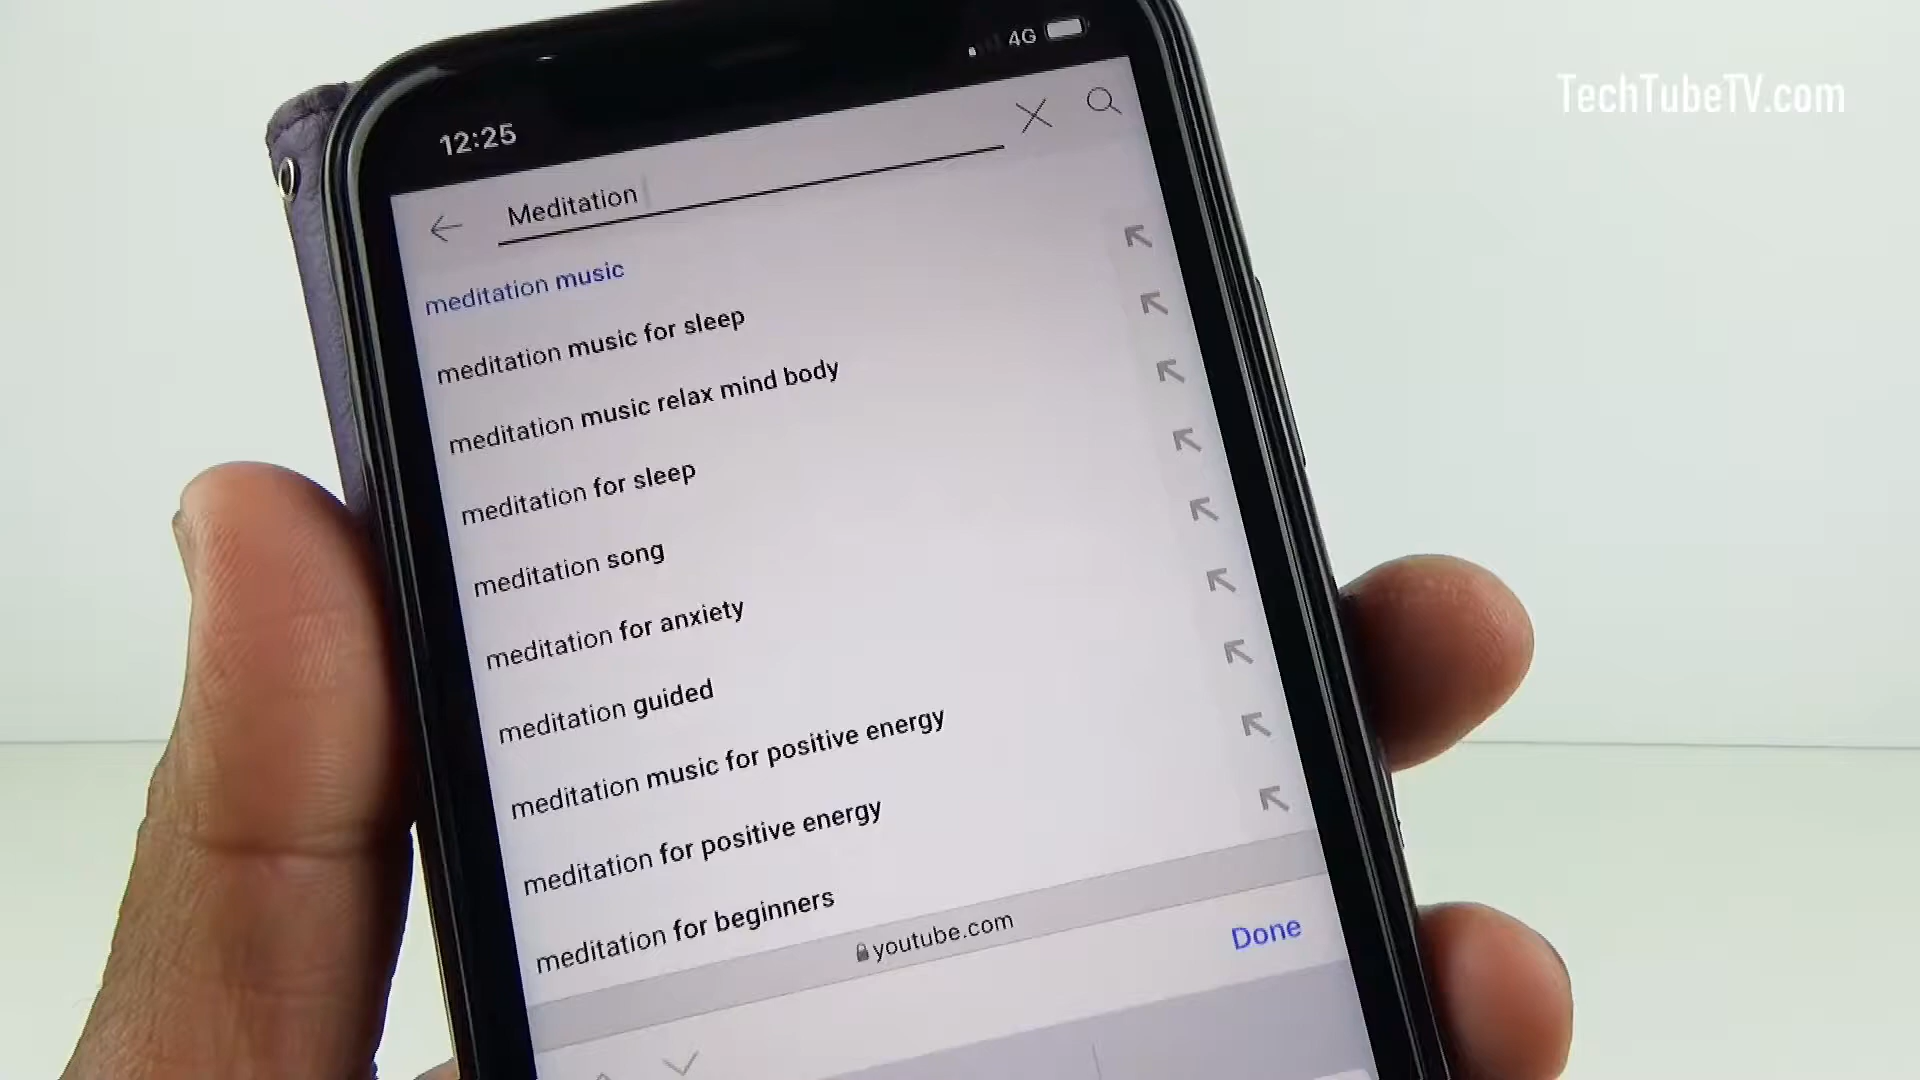 TechTubeTV.com
4G
12:25
Meditation
meditation music
meditation music for sleep
meditation music relax mind body
meditation for sleep
meditation song
meditation for anxiety
meditation guided
meditation music for positive energy
meditation for positive energy
meditation for beginners
youtube.com
Done